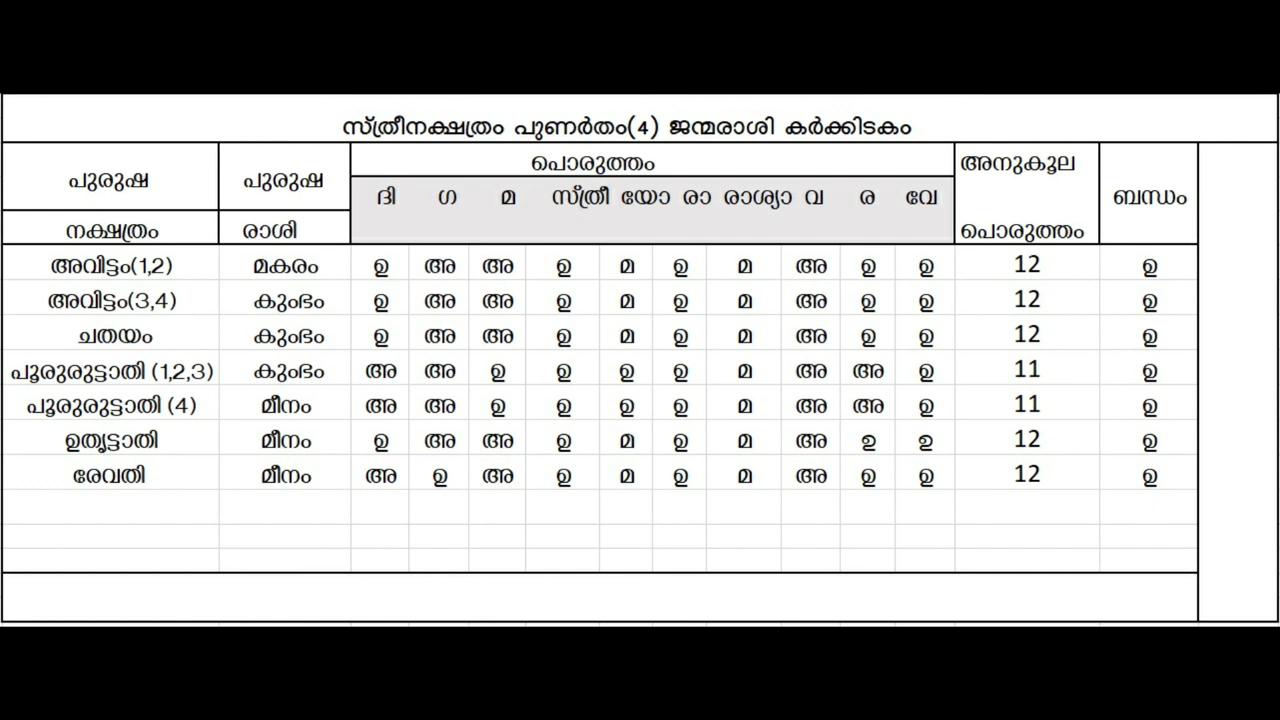 സ്ത്രീനക്ഷത്രം പുണർതം(4) ജന്മരാശി കർക്കിടകം
പുരുഷ പുരുഷ പൊരുത്തം അനുകൂല ബന്ധം
ദി ഗ മ സ്ത്രീ യോ രാ രാശ്യാ വ ര വേ
നക്ഷത്രം രാശി പൊരുത്തം
അവിട്ടം(1,2) മകരം ഉ അ അ ഉ മ ഉ മ അ ഉ ഉ 12 ഉ
അവിട്ടം(3,4) കുംഭം ഉ അ അ ഉ മ ഉ മ അ ഉ ഉ 12 ഉ
ചതയം കുംഭം ഉ അ അ ഉ മ ഉ മ അ ഉ ഉ 12 ഉ
പൂരുരുട്ടാതി (1,2,3) കുംഭം അ അ ഉ ഉ ഉ ഉ മ അ അ ഉ 11 ഉ
പൂരുരുട്ടാതി (4) മീനം അ അ ഉ ഉ ഉ ഉ മ അ അ ഉ 11 ഉ
ഉതൃട്ടാതി മീനം ഉ അ അ ഉ മ ഉ മ അ ഉ ഉ 12 ഉ
രേവതി മീനം അ ഉ അ ഉ മ ഉ മ അ ഉ ഉ 12 ഉ